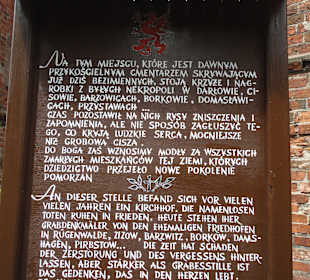 NA TYM MIEJSCU, KTÓRE JEST DAWNYM
PRZYKOŚCIELNYM CMENTARZEM SKRYWAJĄCYM
JUŻ DZIŚ BEZIMIENNYCH, STOJĄ KRZYŻE I NAG-
ROBKI Z BYŁYCH NEKROPOLI W DARŁOWIE, CI-
SOWIE, BARZOWICACH, BORKOWIE, DOMASŁAWI-
CACH, PRZYSTAWACH ...
CZAS POZOSTAWIŁ NA NICH RYSY ZNISZCZENIA I
ZAPOMNIENIA, ALE NIE SPOSÓB ZAGŁUSZYĆ TE-
GO, CO KRYJĄ LUDZKIE SERCA, MOCNIEJSZE
NIŻ GROBOWA CISZA.
DO BOGA ZAŚ WZNOSIMY MODŁY ZA WSZYSTKICH
ZMARŁYCH MIESZKAŃCÓW TEJ ZIEMI, KTÓRYCH
DZIEDZICTWO PRZEJĘŁO NOWE POKOLENIE
POMORZAN
AN DIESER STELLE BEFAND SICH VOR VIELEN
VIELEN JAHREN EIN KIRCHHOF. DIE NAMENLOSEN
TOTEN RUHEN IN FRIEDEN. HEUTE STEHEN HIER
GRABDENKMÄLER VON DEN EHEMALIGEN FRIEDHÖFEN
IN RÜGENWALDE, ZIZOW, BARZWITZ, BORKOW, DAMS-
HAGEN, PIRBSTOW... DIE ZEIT HAT SCHADEN
DER ZERSTÖRUNG UND DES VERGESSENS HINTER-
LASSEN, ABER STÄRKER ALS GRABESSTILLE IST
DAS GEDENKEN, DAS IN DEN HERZEN LEBT.